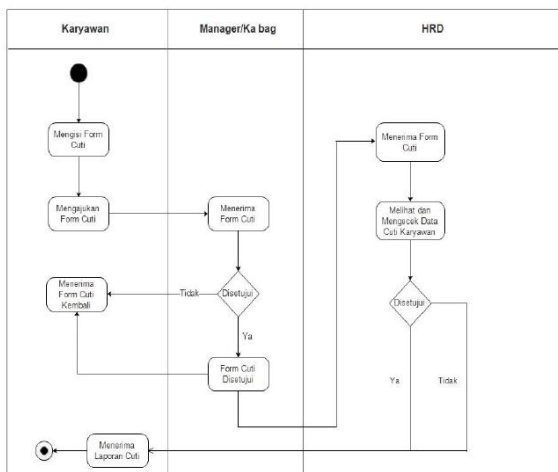 Karyawan
Manager/Ka bag
HRD
Mengisi Form
Cuti
Menerima Form
Cuti
Mengajukan
Form Cuti
Menerima
Form Cuti
Melihat dan
Mengecek Data
Cuti Karyawan
Menerima
Form Cuti
Kembali
Tidak
Disetujui
Disetujui
Ya
Form Cuti
Disetujui
Ya
Tidak
Menerima
Laporan Cuti